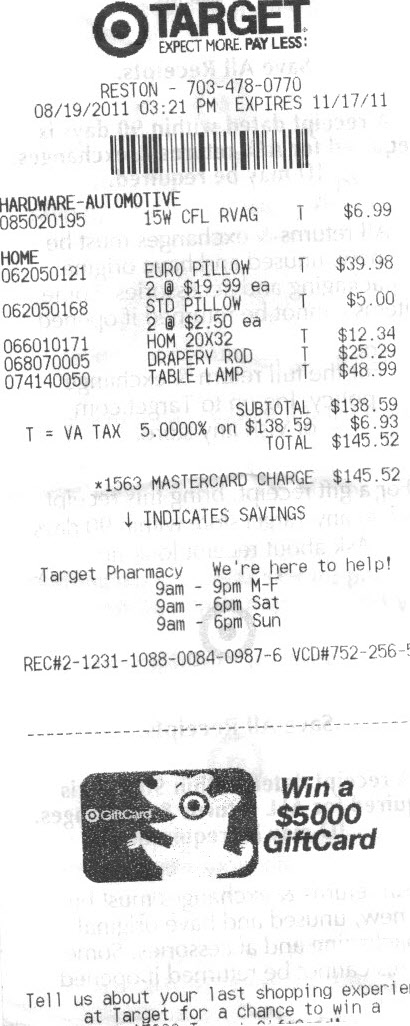 TARGET
EXPECT MORE. PAY LESS.
RESTON - 703-478-0770
08/19/2011 03:21 PM EXPIRES 11/17/11
HARDWARE-AUTOMOTIVE
085020195 15W CFL RVAG T $6.99
HOME
062050121 EURO PILLOW T $39.98
2 @ $19.99 ea
062050168 STD PILLOW T $5.00
2 @ $2.50 ea
066010171 HOM 20X32 T $12.34
068070005 DRAPERY ROD T $25.29
074140050 TABLE LAMP T $48.99
SUBTOTAL $138.59
T = VA TAX 5.0000% on $138.59 $6.93
TOTAL $145.52
*1563 MASTERCARD CHARGE $145.52
↓ INDICATES SAVINGS
Target Pharmacy We're here to help!
9am - 9pm M-F
9am - 6pm Sat
9am - 6pm Sun
REC#2-1231-1088-0084-0987-6 VCD#752-256-5
GiftCard
Win a
$5000
GiftCard
Tell us about your last shopping experien
at Target for a chance to win a